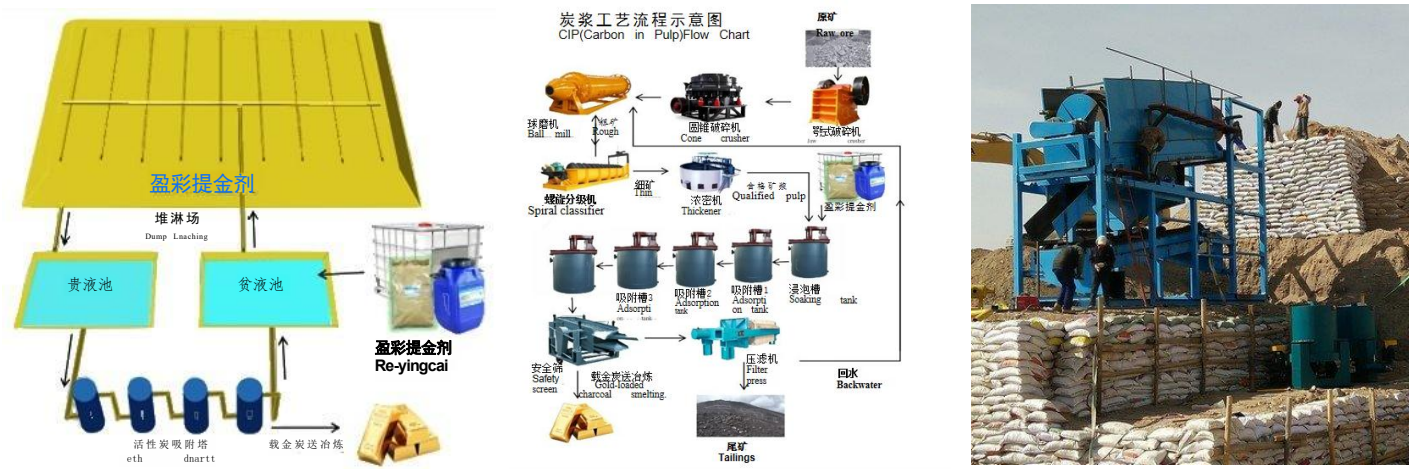 盈彩提金剂
堆淋场
Dump Lnaching
贵液池
贫液池
盈彩提金剂
Re-yingcai
活性炭吸附塔
eth dnartt
载金炭送冶炼
炭浆工艺流程示意图
CIP(Carbon in Pulp)Flow Chart
原矿
Raw ore
球磨机
Ball mill
粗矿
Rough
圆锥破碎机
Cone crusher
颚式破碎机
crusher
螺旋分级机
Spiral classifier
细矿
Thin
浓密机
Thickener
合格矿浆
Qualified pulp
盈彩提金剂
吸附槽3
Adsorpti
on tank
吸附槽2
Adsorption
tank
吸附槽1
Adsorpti
on tank
浸泡槽
Soaking tank
安全筛
Safety
screen
载金炭送冶炼
Gold-loaded
charcoal smelting.
压滤机
Filter
press
回水
Backwater
尾矿
Tailings